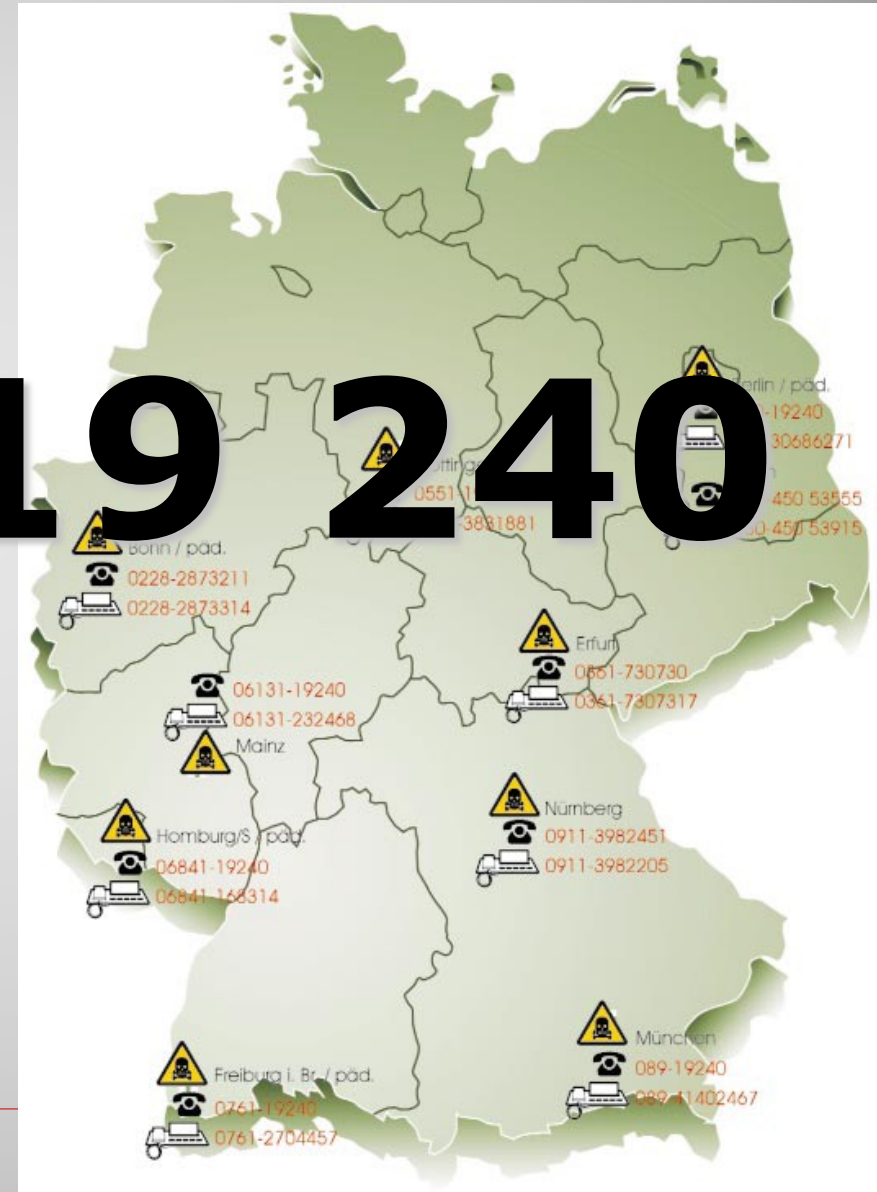 19 240
Berlin / päd.
-19240
30686271
450 53555
450 53915
0551-19
3831881
Bonn / päd.
0228-2873211
0228-2873314
Erfurt
0361-730730
0361-7307317
06131-19240
06131-232468
Mainz
Nürnberg
0911-3982451
0911-3982205
Homburg/S / päd.
06841-19240
06841-168314
München
089-19240
089-41402467
Freiburg i. Br. / päd.
0761-19240
0761-2704457